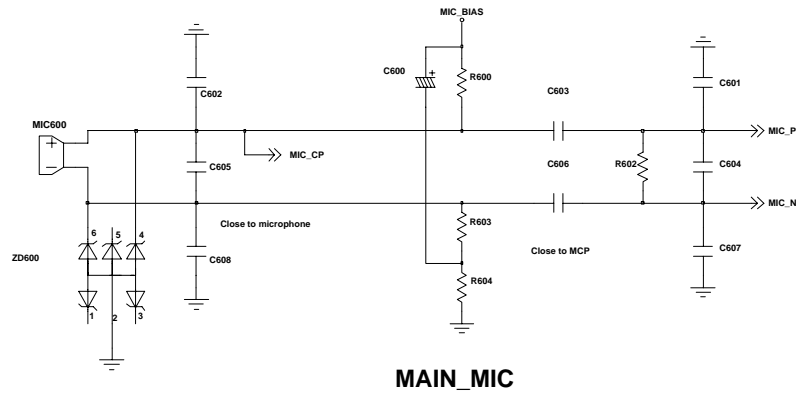 MIC_BIAS
C600
+
R600
C602
C603
C601
MIC600
+
MIC_P
MIC_CP
C605
C606
R602
C604
−
MIC_N
Close to microphone
R603
6
5
4
ZD600
C608
Close to MCP
C607
R604
1
2
3
MAIN_MIC